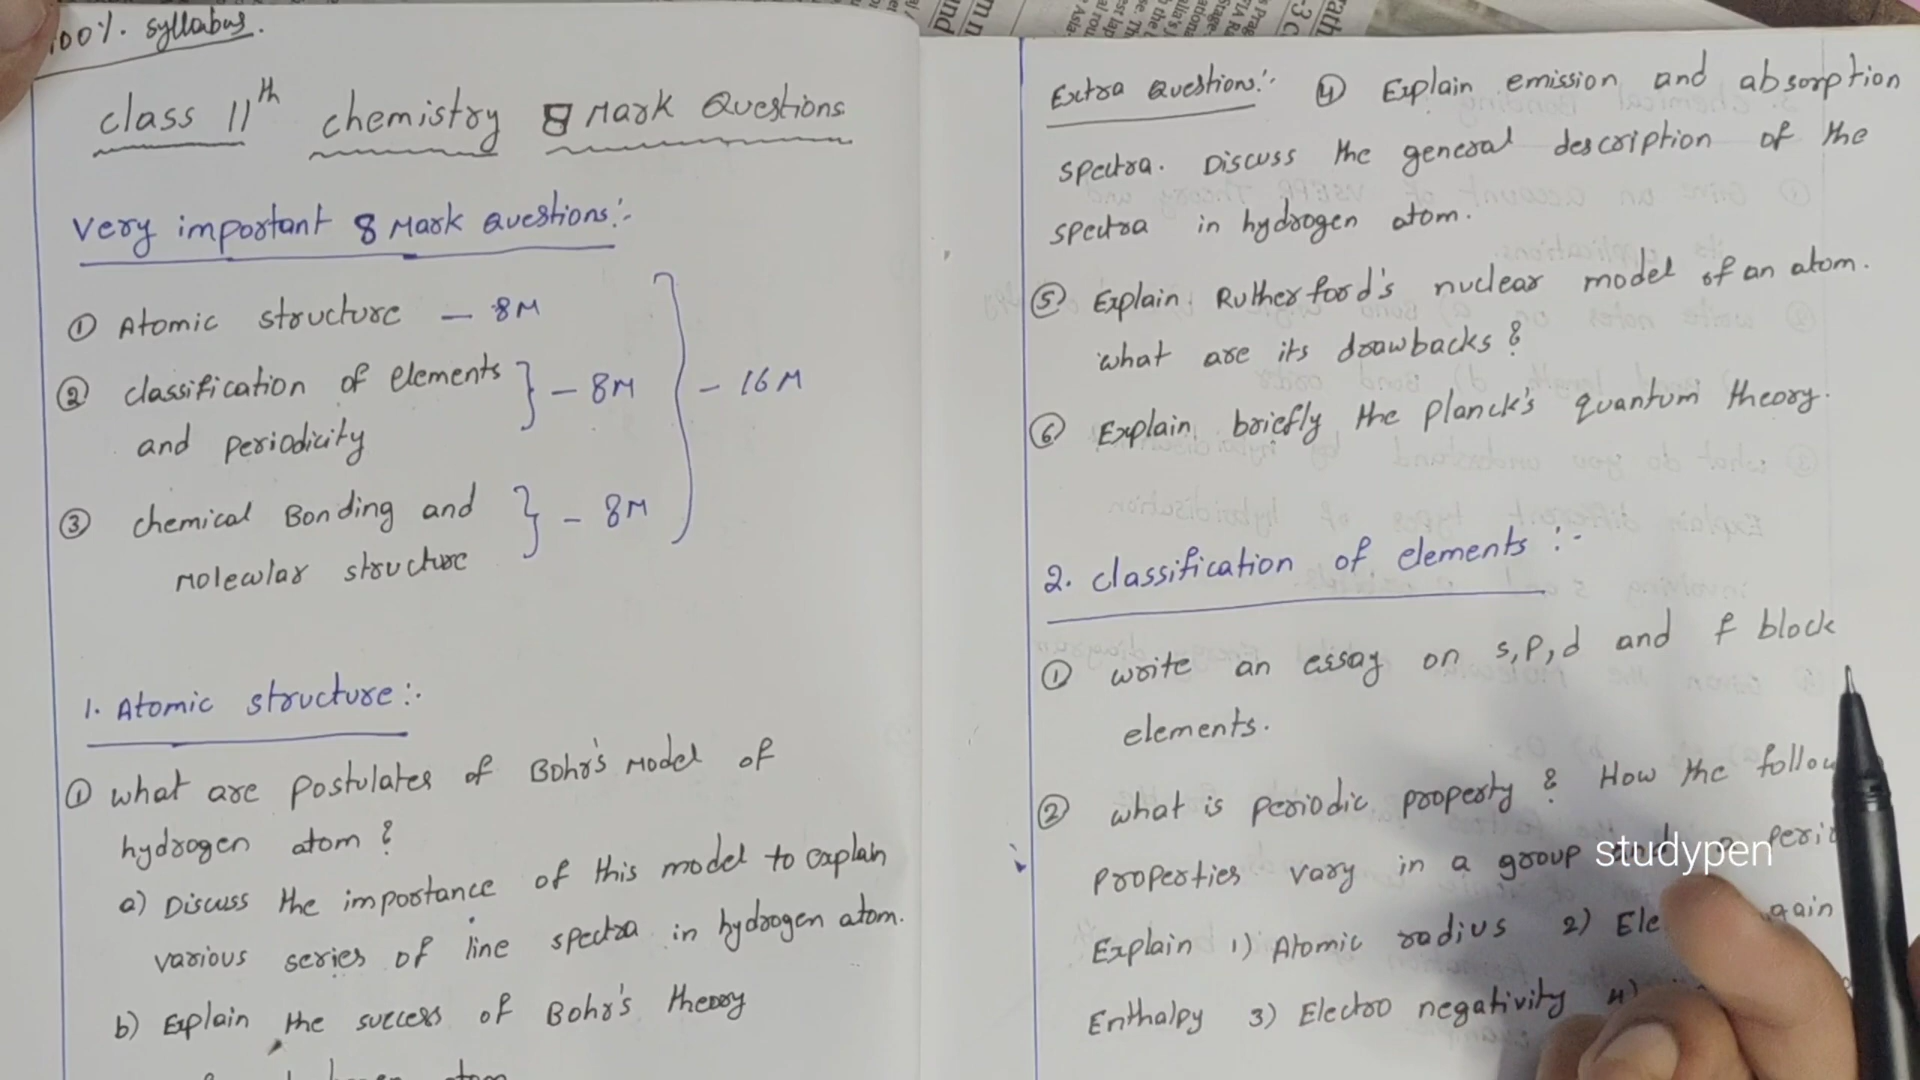 100% syllabus.
class 11th chemistry 8 Mark Questions
Very important 8 Mark Questions:-
① Atomic structure - 8M
② classification of elements and periodicity } - 8M
③ chemical Bonding and molecular structure } - 8M
- 16M
1. Atomic structure:-
① what are postulates of Bohr's Model of
hydrogen atom?
a) Discuss the importance of this model to explain
various series of line spectra in hydrogen atom.
b) Explain the success of Bohr's theory
atom
Extra Questions:- ④ Explain emission and absorption
spectra. Discuss the general description of the
spectra in hydrogen atom.
⑤ Explain Rutherford's nuclear model of an atom.
what are its drawbacks?
⑥ Explain briefly the Planck's quantum theory.
2. classification of elements:-
① write an essay on s,p,d and f block
elements.
② what is periodic property? How the
properties vary in a group and
Explain 1) Atomic radius 2) gain
Enthalpy 3) Electro negativity 4)
studypen